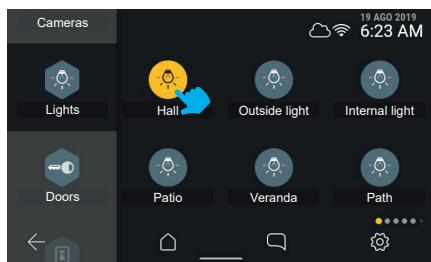 Cameras
19 AGO 2019
6:23 AM
Lights
Hall
Outside light
Internal light
Doors
Patio
Veranda
Path